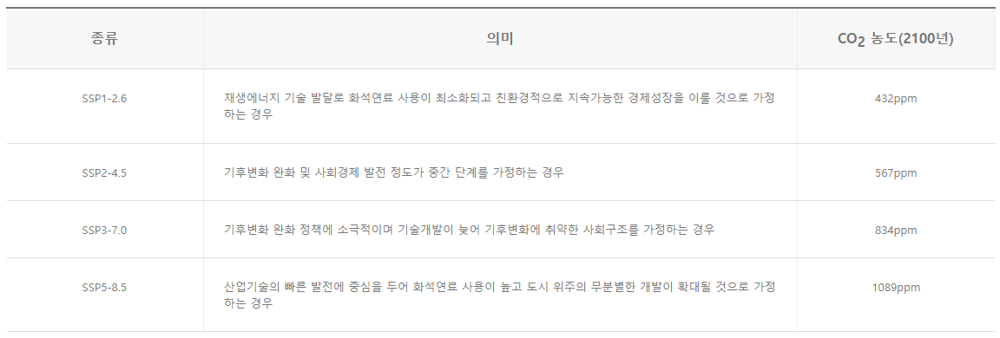 종류 의미 CO2 농도(2100년)
SSP1-2.6 재생에너지 기술 발달로 화석연료 사용이 최소화되고 친환경적으로 지속가능한 경제성장을 이룰 것으로 가정 432ppm
하는 경우
SSP2-4.5 기후변화 완화 및 사회경제 발전 정도가 중간 단계를 가정하는 경우 567ppm
SSP3-7.0 기후변화 완화 정책에 소극적이며 기술개발이 늦어 기후변화에 취약한 사회구조를 가정하는 경우 834ppm
SSP5-8.5 산업기술의 빠른 발전에 중심을 두어 화석연료 사용이 높고 도시 위주의 무분별한 개발이 확대될 것으로 가정 1089ppm
하는 경우